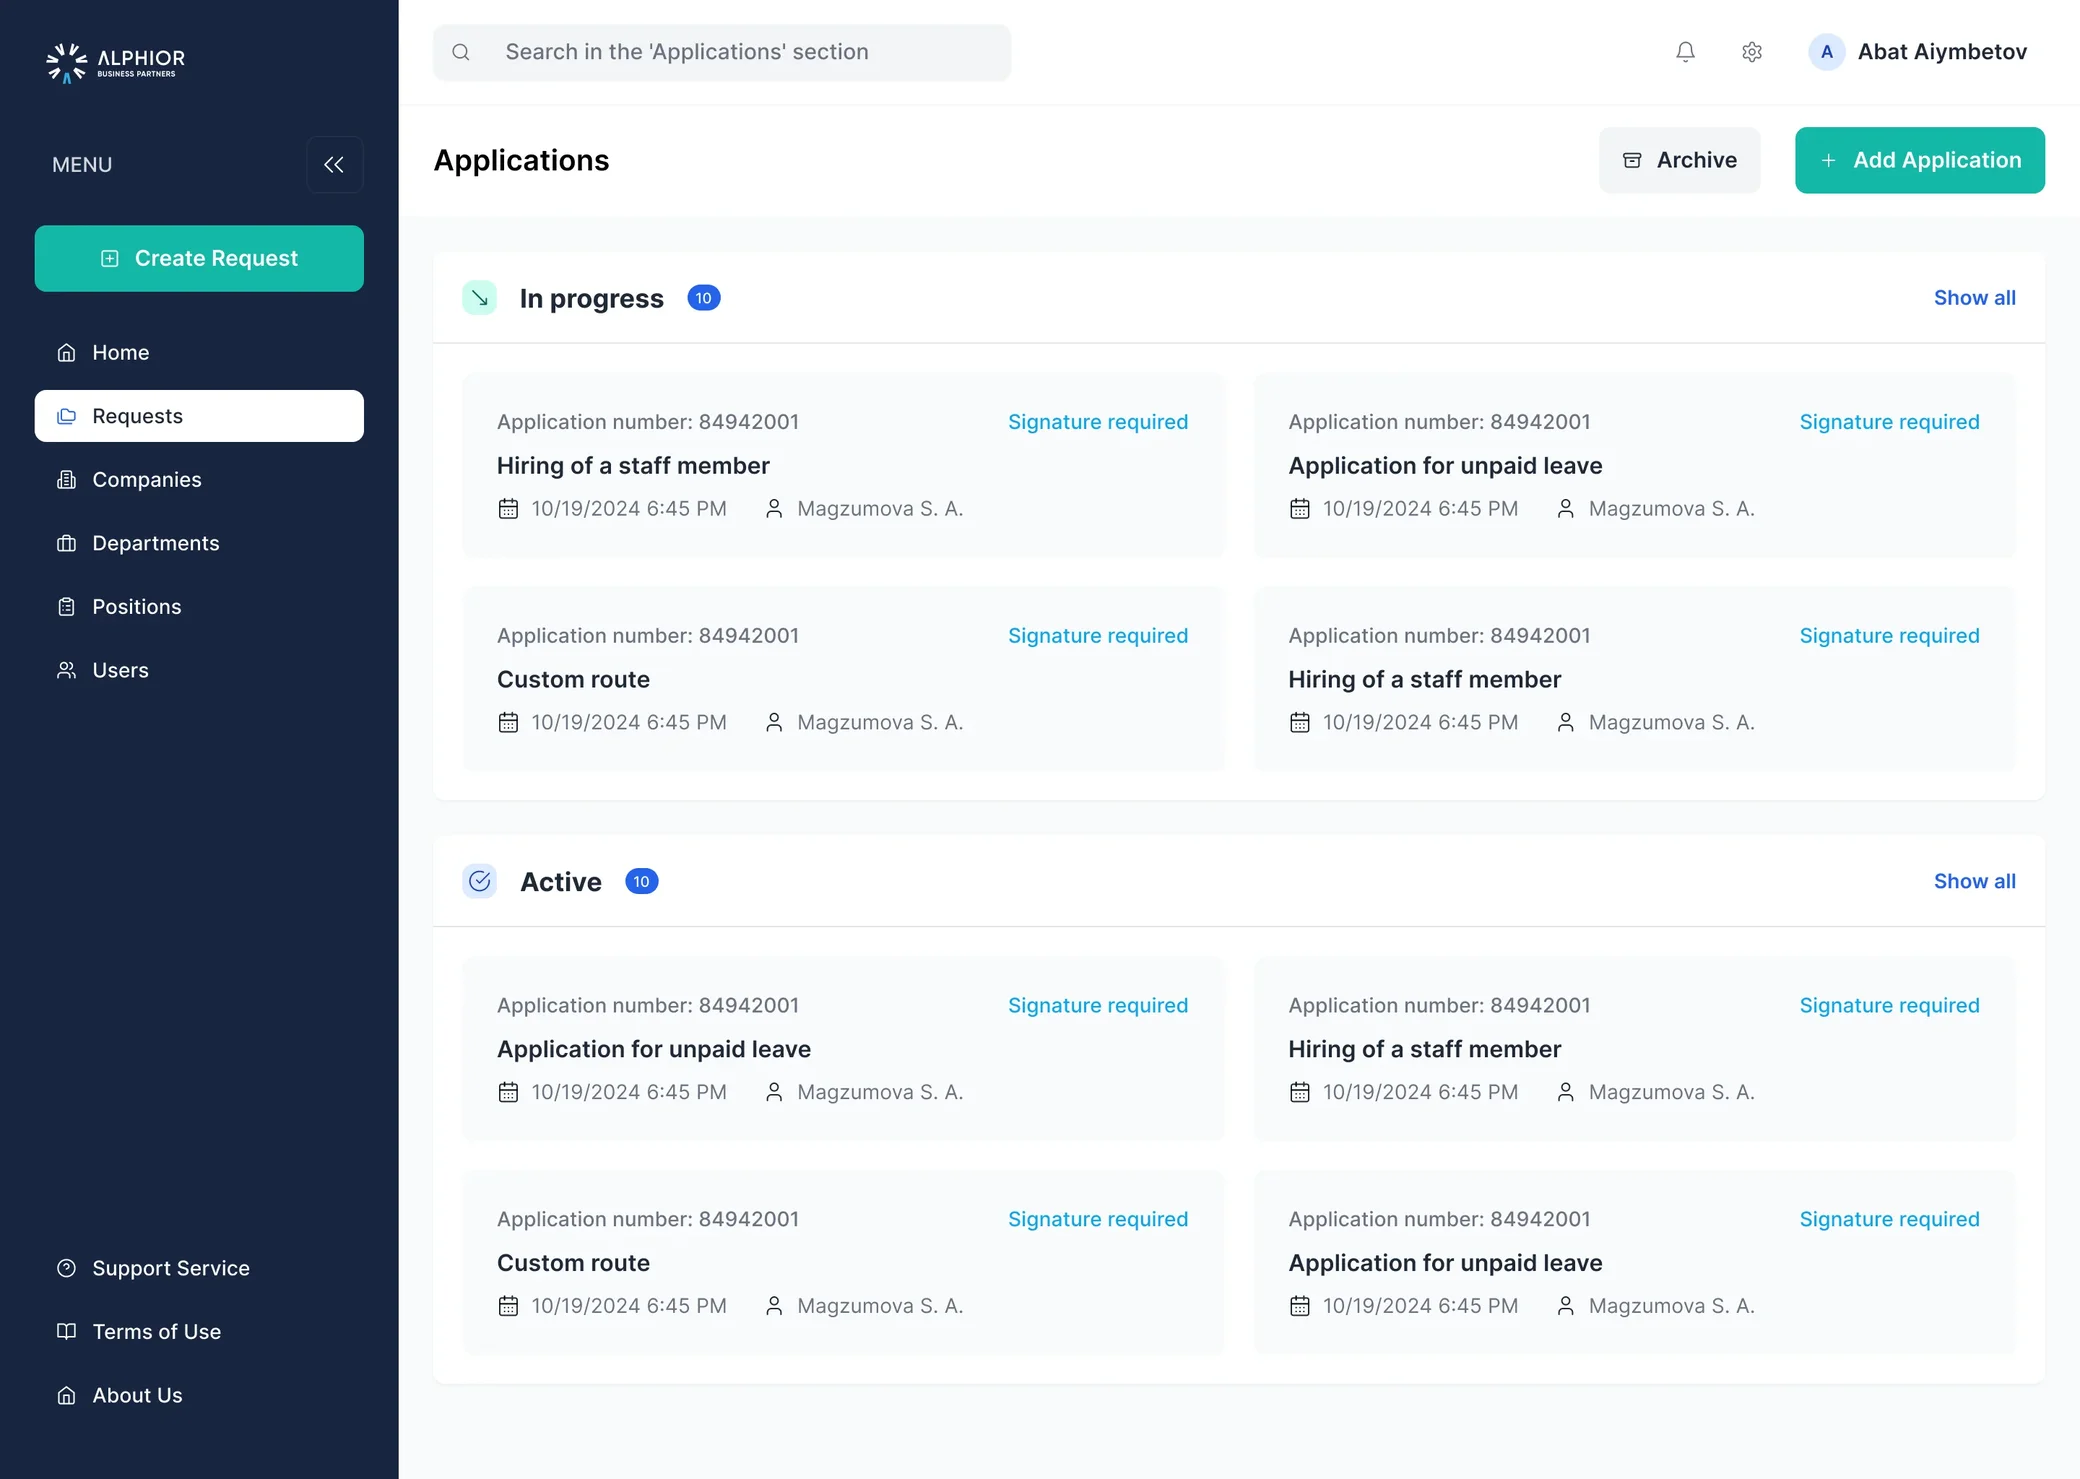 ALPHIOR
BUSINESS PARTNERS
MENU
Create Request
Home
Requests
Companies
Departments
Positions
Users
Support Service
Terms of Use
About Us
Search in the 'Applications' section
A Abat Aiymbetov
Applications
Archive
Add Application
In progress 10
Show all
Application number: 84942001 Signature required
Hiring of a staff member
10/19/2024 6:45 PM Magzumova S. A.
Application number: 84942001 Signature required
Application for unpaid leave
10/19/2024 6:45 PM Magzumova S. A.
Application number: 84942001 Signature required
Custom route
10/19/2024 6:45 PM Magzumova S. A.
Application number: 84942001 Signature required
Hiring of a staff member
10/19/2024 6:45 PM Magzumova S. A.
Active 10
Show all
Application number: 84942001 Signature required
Application for unpaid leave
10/19/2024 6:45 PM Magzumova S. A.
Application number: 84942001 Signature required
Hiring of a staff member
10/19/2024 6:45 PM Magzumova S. A.
Application number: 84942001 Signature required
Custom route
10/19/2024 6:45 PM Magzumova S. A.
Application number: 84942001 Signature required
Application for unpaid leave
10/19/2024 6:45 PM Magzumova S. A.